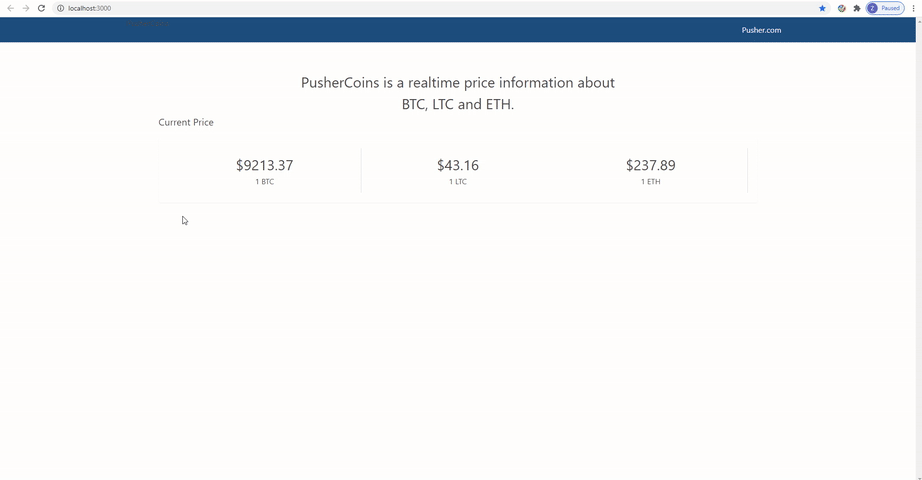 localhost:3000
Z
Paused
Pusher.com
PusherCoins is a realtime price information about
BTC, LTC and ETH.
Current Price
$9213.37
$43.16
$237.89
1 BTC
1 LTC
1 ETH